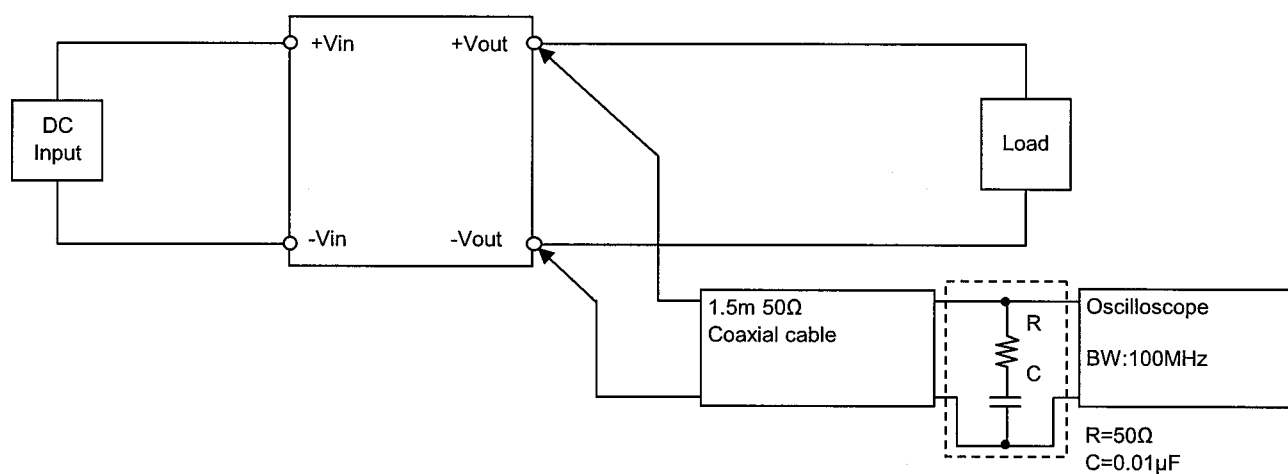 +Vin
+Vout
DC
Input
Load
-Vin
-Vout
1.5m 50Ω
Coaxial cable
R
C
Oscilloscope
BW:100MHz
R=50Ω
C=0.01µF